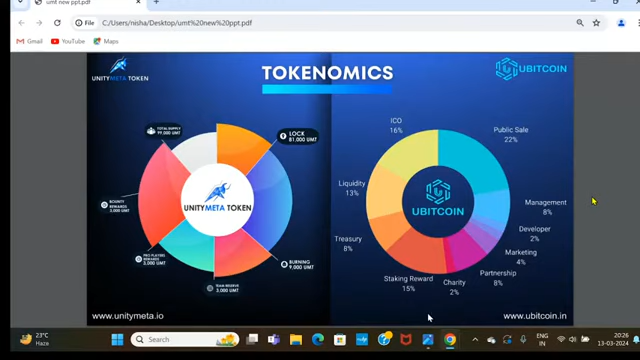 umt new ppt.pdf
File
C:/Users/nisha/Desktop/umt%20new%20ppt.pdf
Gmail
YouTube
Maps
UNITYMETA TOKEN
TOKENOMICS
UBITCOIN
TOTAL SUPPLY
99,000 UMT
LOCK
81,000 UMT
BOUNTY
REWARDS
3,000 UMT
UNITYMETA TOKEN
PRO PLAYERS
REWARDS
3,000 UMT
TEAM RESERVE
3,000 UMT
BURNING
9,000 UMT
www.unitymeta.io
ICO
16%
Public Sale
22%
Liquidity
13%
UBITCOIN
Management
8%
Developer
2%
Treasury
8%
Marketing
4%
Staking Reward
15%
Charity
2%
Partnership
8%
www.ubitcoin.in
23°C
Haze
Search
ENG
IN
20:26
13-03-2024